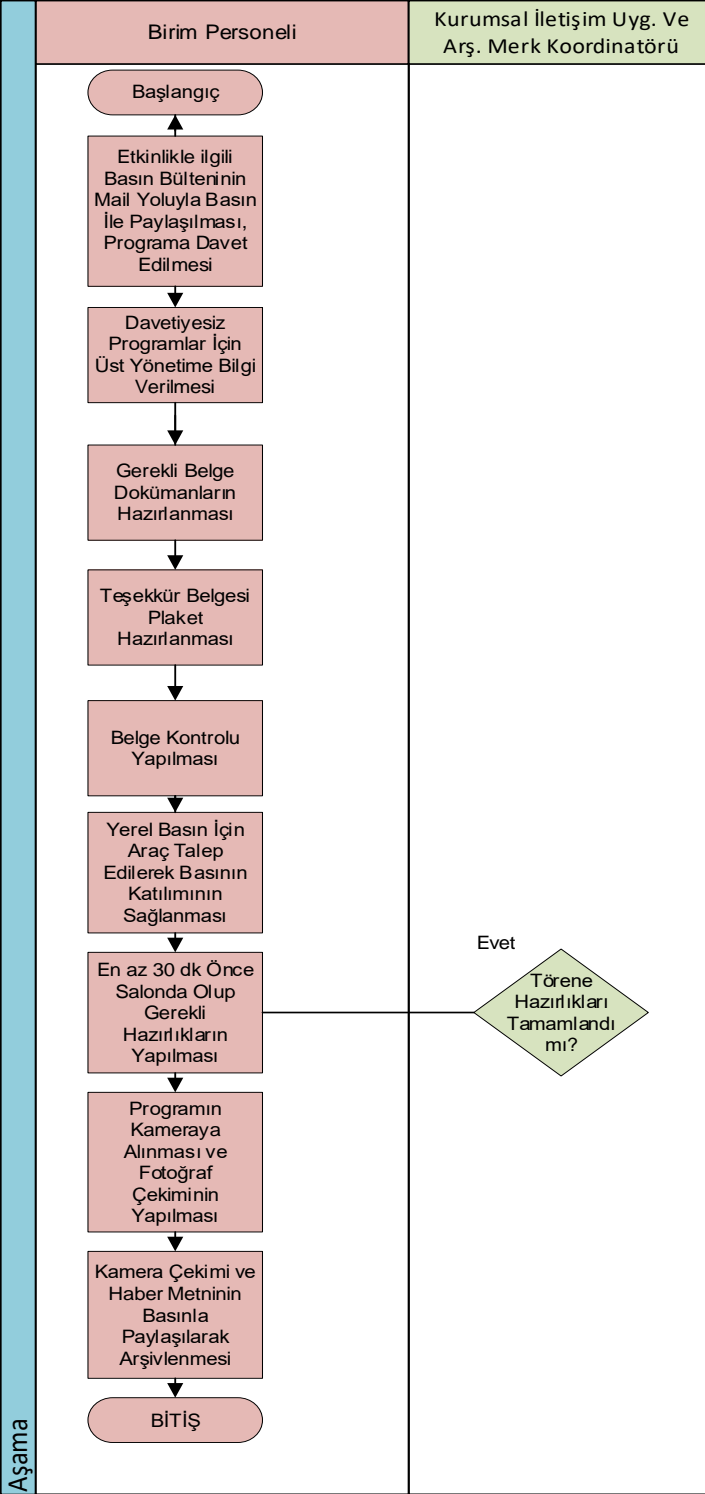 Birim Personeli
Kurumsal İletişim Uyg. Ve
Arş. Merk Koordinatörü
Başlangıç
Etkinlikle ilgili
Basın Bülteninin
Mail Yoluyla Basın
İle Paylaşılması,
Programa Davet
Edilmesi
Davetiyesiz
Programlar İçin
Üst Yönetime Bilgi
Verilmesi
Gerekli Belge
Dokümanların
Hazırlanması
Teşekkür Belgesi
Plaket
Hazırlanması
Belge Kontrolu
Yapılması
Yerel Basın İçin
Araç Talep
Edilerek Basının
Katılımının
Sağlanması
En az 30 dk Önce
Salonda Olup
Gerekli
Hazırlıkların
Yapılması
Evet
Törene
Hazırlıkları
Tamamlandı
mı?
Programın
Kameraya
Alınması ve
Fotoğraf
Çekiminin
Yapılması
Kamera Çekimi ve
Haber Metninin
Basınla
Paylaşılarak
Arşivlenmesi
BİTİŞ
Aşama